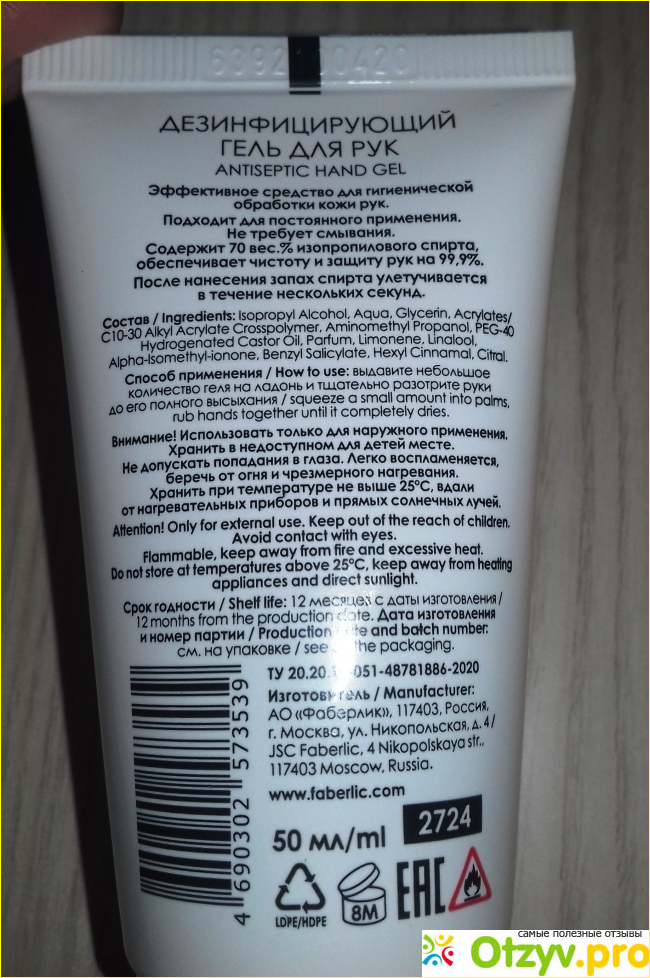 ДЕЗИНФИЦИРУЮЩИЙ
ГЕЛЬ ДЛЯ РУК
ANTISEPTIC HAND GEL
Эффективное средство для гигиенической
обработки кожи рук.
Подходит для постоянного применения.
Не требует смывания.
Содержит 70 вес.% изопропилового спирта,
обеспечивает чистоту и защиту рук на 99,9%.
После нанесения запах спирта улетучивается
в течение нескольких секунд.
Состав / Ingredients: Isopropyl Alcohol, Aqua, Glycerin, Acrylates/
C10-30 Alkyl Acrylate Crosspolymer, Aminomethyl Propanol, PEG-40
Hydrogenated Castor Oil, Parfum, Limonene, Linalool,
Alpha-Isomethyl-ionone, Benzyl Salicylate, Hexyl Cinnamal, Citral.
Способ применения / How to use: выдавите небольшое
количество геля на ладонь и тщательно разотрите руки
до его полного высыхания / squeeze a small amount into palms,
rub hands together until it completely dries.
Внимание! Использовать только для наружного применения.
Хранить в недоступном для детей месте.
Не допускать попадания в глаза. Легко воспламеняется,
беречь от огня и чрезмерного нагревания.
Хранить при температуре не выше 25°C, вдали
от нагревательных приборов и прямых солнечных лучей.
Attention! Only for external use. Keep out of the reach of children.
Avoid contact with eyes.
Flammable, keep away from fire and excessive heat.
Do not store at temperatures above 25°C, keep away from heating
appliances and direct sunlight.
Срок годности / Shelf life: 12 месяцев с даты изготовления /
12 months from the production date. Дата изготовления
и номер партии / Production date and batch number:
см. на упаковке / see the packaging.
ТУ 20.20. 051-48781886-2020
Изготовитель / Manufacturer:
АО «Фаберлик», 117403, Россия,
г. Москва, ул. Никопольская, д. 4 /
JSC Faberlic, 4 Nikopolskaya str.,
117403 Moscow, Russia.
www.faberlic.com
50 мл/ml
2724
4 690302 573539
LDPE/HDPE
8M
EAC
самые полезные отзывы
Otzyv.pro